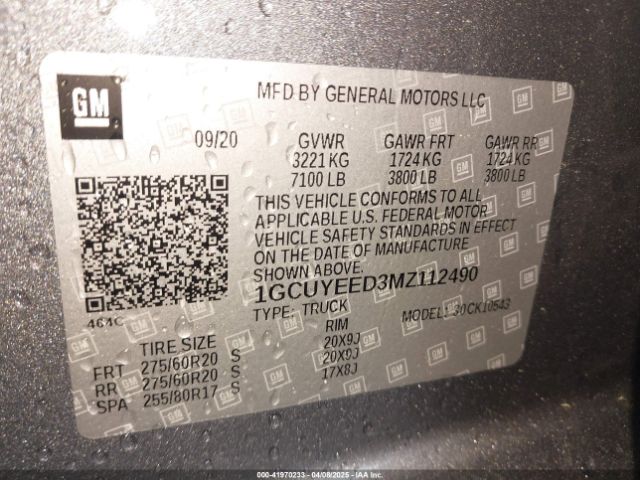 GM
MFD BY GENERAL MOTORS LLC
09/20 GVWR GAWR FRT GAWR RR
3221 KG 1724 KG 1724 KG
7100 LB 3800 LB 3800 LB
THIS VEHICLE CONFORMS TO ALL
APPLICABLE U.S. FEDERAL MOTOR
VEHICLE SAFETY STANDARDS IN EFFECT
ON THE DATE OF MANUFACTURE
SHOWN ABOVE.
1GCUYEED3MZ112490
464C TYPE: TRUCK MODEL: 30CK10543
TIRE SIZE RIM
FRT 275/60R20 S 20X9J
RR 275/60R20 S 20X9J
SPA 255/80R17 S 17X8J
000-41970233 - 04/08/2025 - IAAI.COM